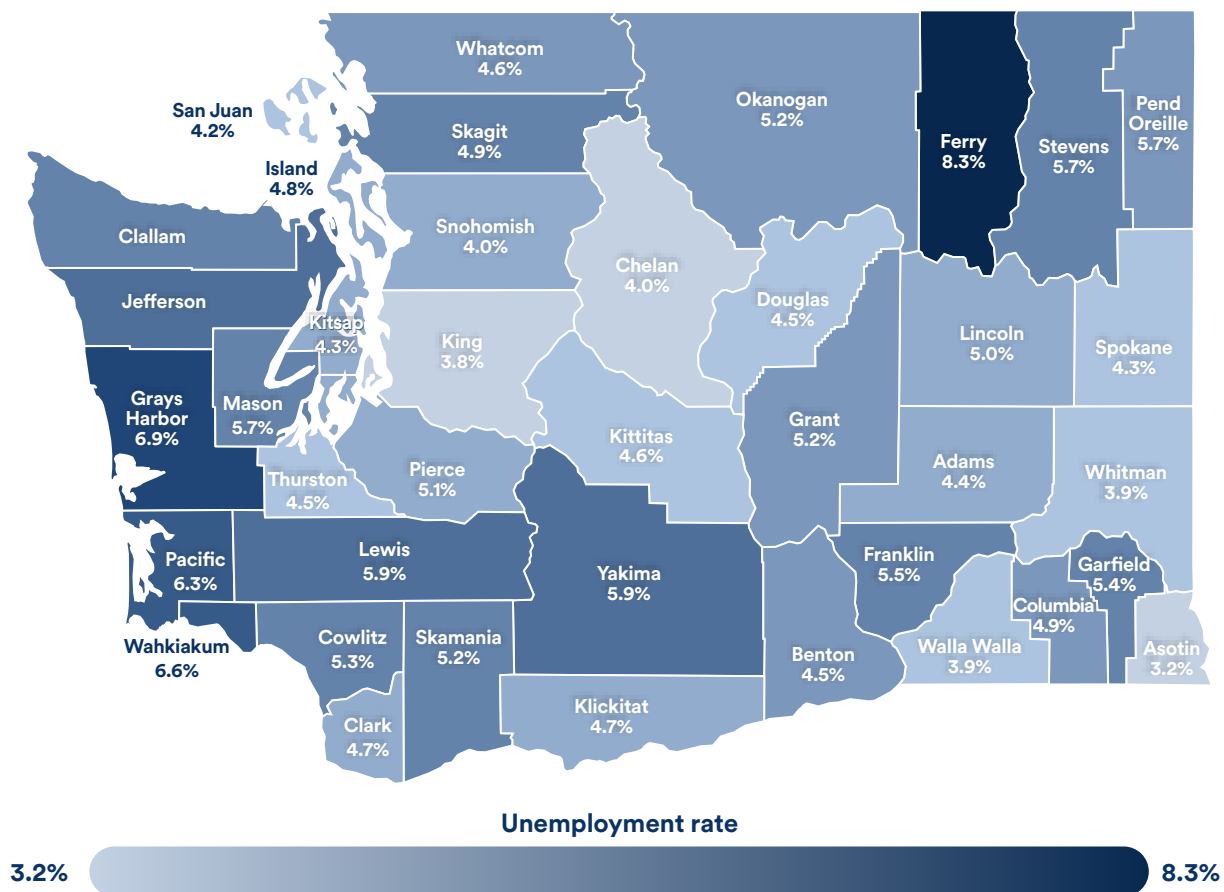 Whatcom
4.6%
San Juan
4.2%
Skagit
4.9%
Okanogan
5.2%
Ferry
8.3%
Stevens
5.7%
Pend
Oreille
5.7%
Island
4.8%
Clallam
Snohomish
4.0%
Chelan
4.0%
Jefferson
Douglas
4.5%
Kitsap
4.3%
King
3.8%
Lincoln
5.0%
Spokane
4.3%
Grays
Harbor
6.9%
Mason
5.7%
Kittitas
4.6%
Grant
5.2%
Thurston
4.5%
Pierce
5.1%
Adams
4.4%
Whitman
3.9%
Pacific
6.3%
Lewis
5.9%
Yakima
5.9%
Franklin
5.5%
Garfield
5.4%
Columbia
4.9%
Wahkiakum
6.6%
Cowlitz
5.3%
Skamania
5.2%
Benton
4.5%
Walla Walla
3.9%
Asotin
3.2%
Clark
4.7%
Klickitat
4.7%
Unemployment rate
3.2%
8.3%